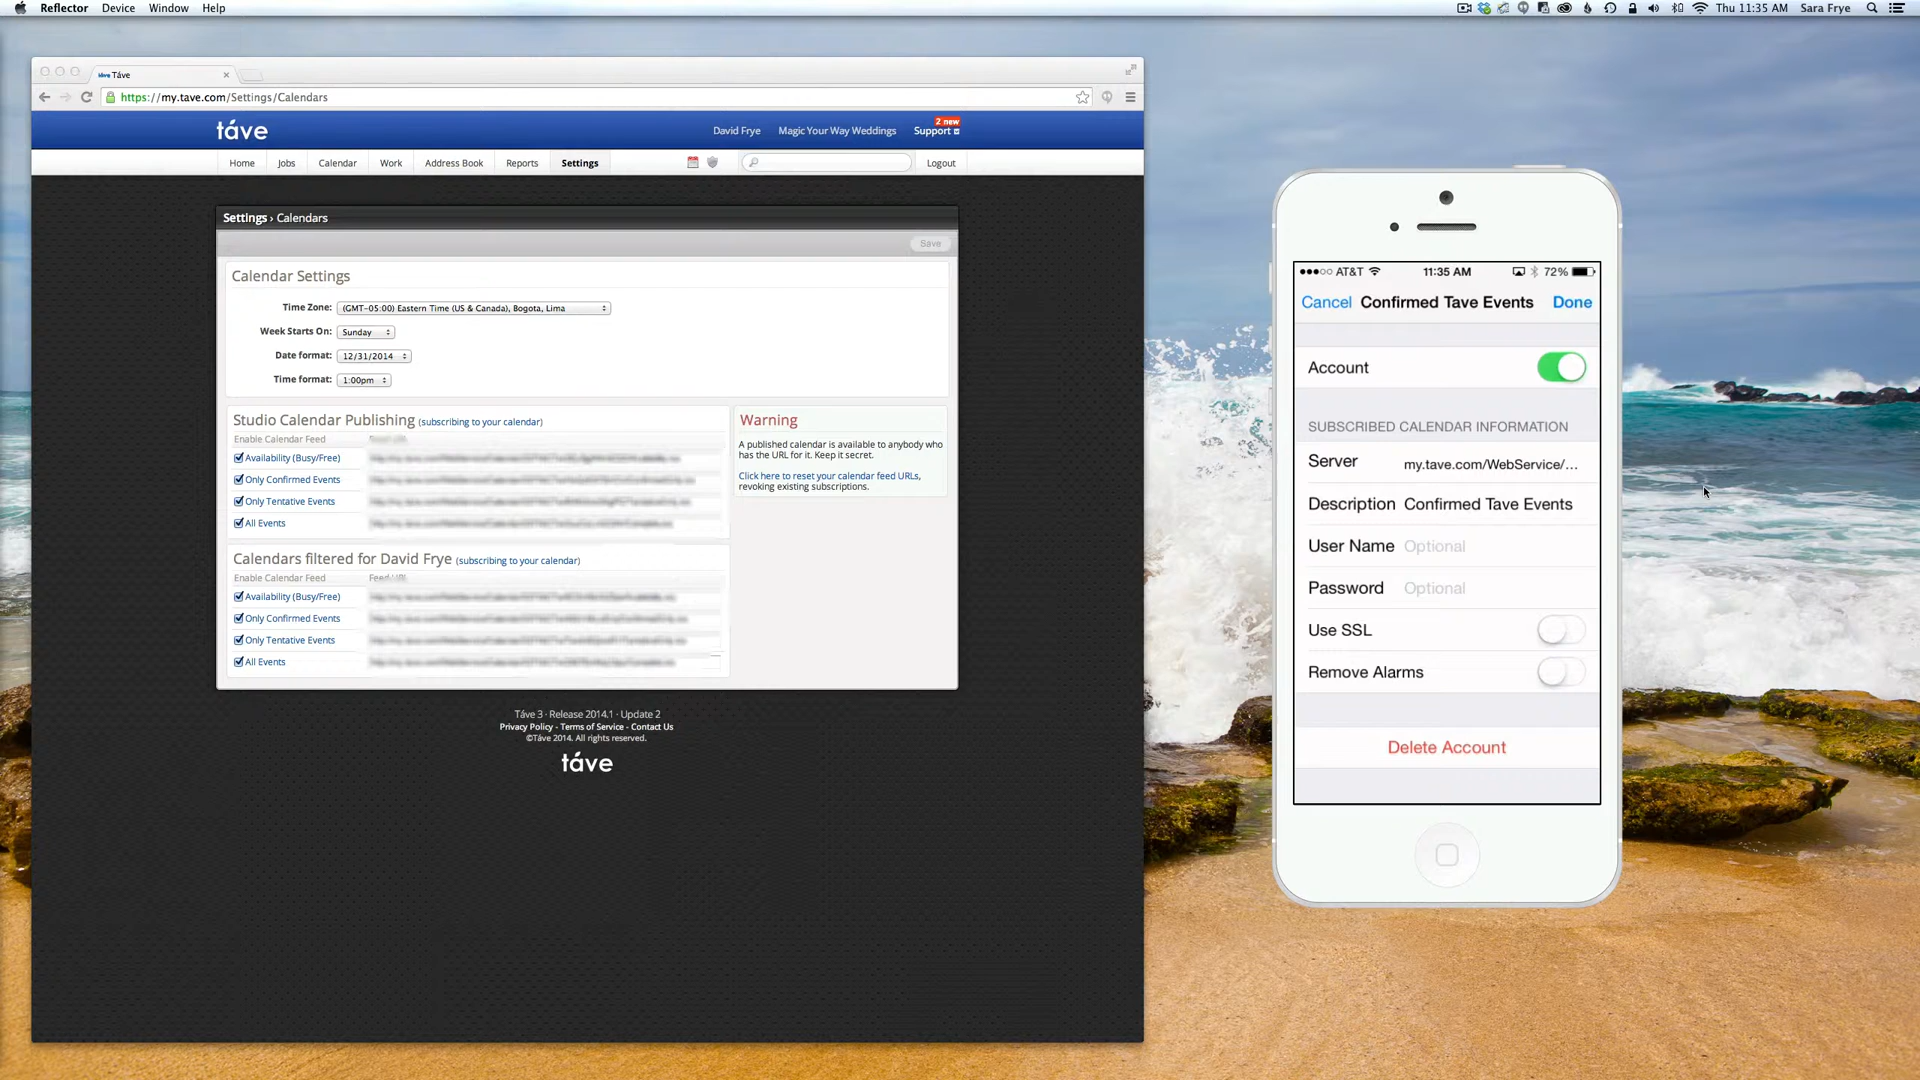 Reflector Device Window Help
Thu 11:35 AM Sara Frye
táve Táve
https://my.tave.com/Settings/Calendars
táve
David Frye Magic Your Way Weddings Support
2 new
Home Jobs Calendar Work Address Book Reports Settings Logout
Settings › Calendars
Save
Calendar Settings
Time Zone: (GMT-05:00) Eastern Time (US & Canada), Bogota, Lima
Week Starts On: Sunday
Date format: 12/31/2014
Time format: 1:00pm
Studio Calendar Publishing (subscribing to your calendar)
Enable Calendar Feed
Availability (Busy/Free)
Only Confirmed Events
Only Tentative Events
All Events
Warning
A published calendar is available to anybody who
has the URL for it. Keep it secret.
Click here to reset your calendar feed URLs,
revoking existing subscriptions.
Calendars filtered for David Frye (subscribing to your calendar)
Enable Calendar Feed Feed URL
Availability (Busy/Free)
Only Confirmed Events
Only Tentative Events
All Events
Táve 3 · Release 2014.1 · Update 2
Privacy Policy - Terms of Service - Contact Us
©Táve 2014. All rights reserved.
táve
AT&T 11:35 AM 72%
Cancel Confirmed Tave Events Done
Account
SUBSCRIBED CALENDAR INFORMATION
Server my.tave.com/WebService/...
Description Confirmed Tave Events
User Name Optional
Password Optional
Use SSL
Remove Alarms
Delete Account